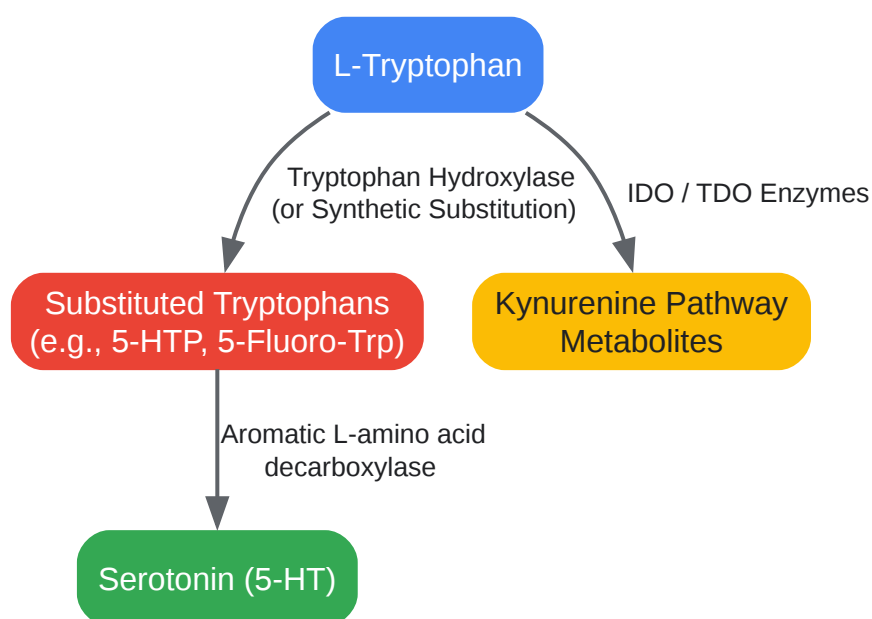 L-Tryptophan
Tryptophan Hydroxylase
(or Synthetic Substitution)
IDO / TDO Enzymes
Substituted Tryptophans
(e.g., 5-HTP, 5-Fluoro-Trp)
Kynurenine Pathway
Metabolites
Aromatic L-amino acid
decarboxylase
Serotonin (5-HT)